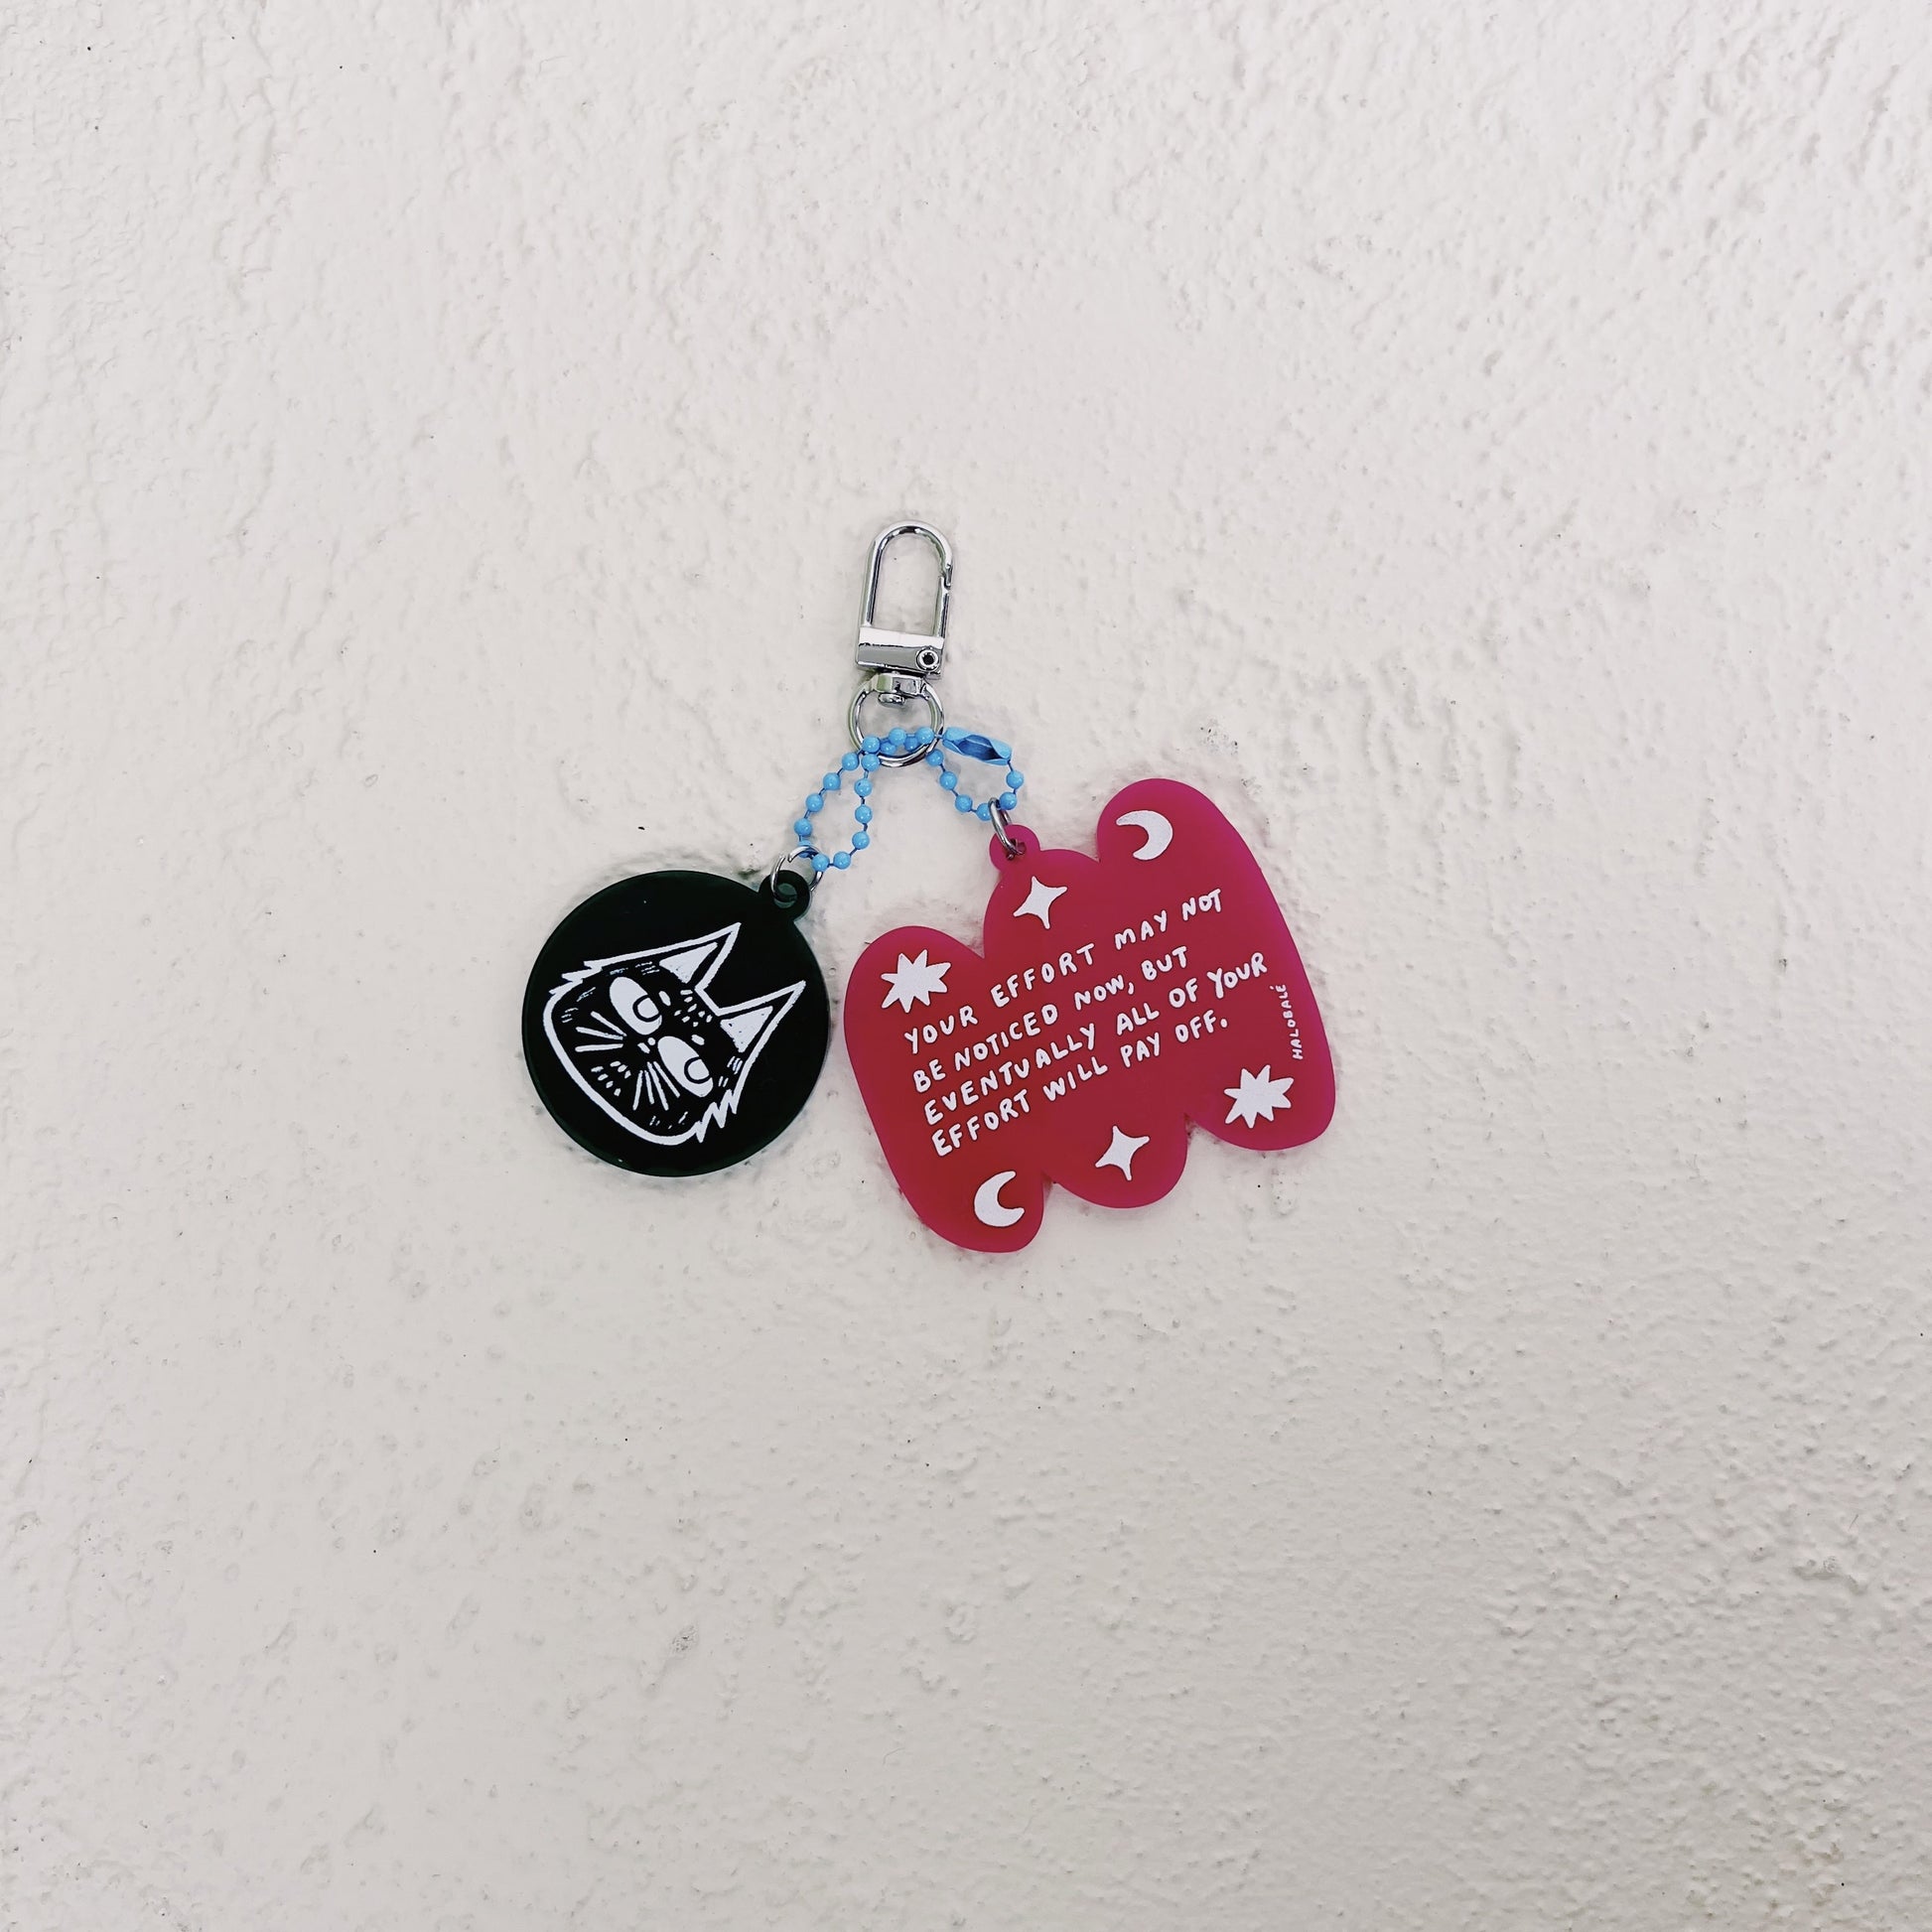 YOUR EFFORT MAY NOT
BE NOTICED NOW, BUT
EVENTUALLY ALL OF YOUR
EFFORT WILL PAY OFF.
HALOBALÉ